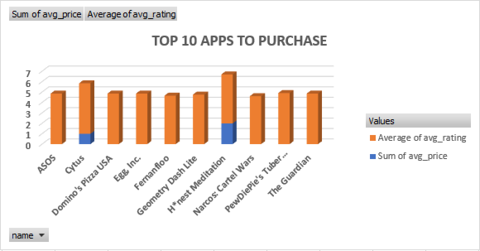 Sum of avg_price Average of avg_rating
TOP 10 APPS TO PURCHASE
7
6
5
4
3
2
1
0
ASOS
Cytus
Domino's Pizza USA
Egg, Inc.
Fernanfloo
Geometry Dash Lite
H*nest Meditation
Narcos: Cartel Wars
PewDiePie's Tuber...
The Guardian
Values
Average of avg_rating
Sum of avg_price
name